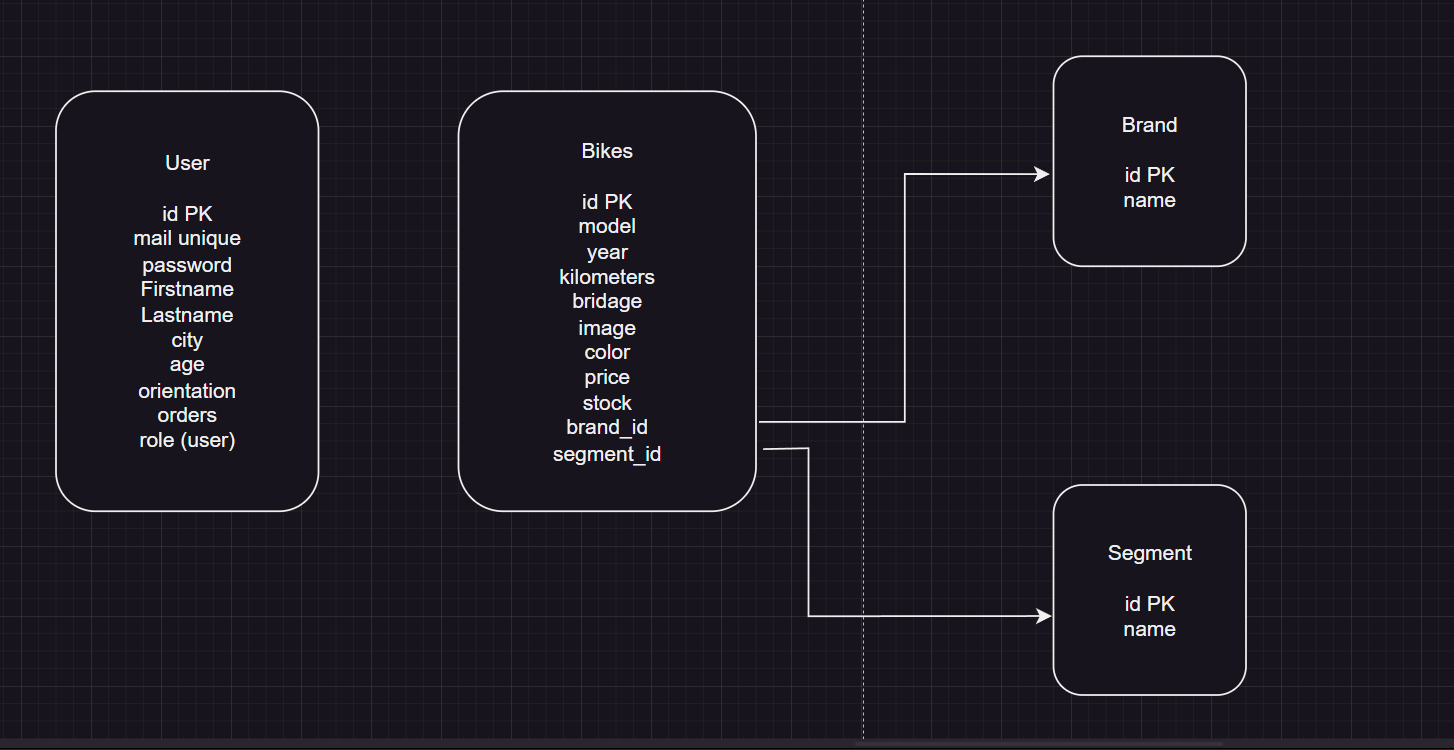 User
id PK
mail unique
password
Firstname
Lastname
city
age
orientation
orders
role (user)
Bikes
id PK
model
year
kilometers
bridage
image
color
price
stock
brand_id
segment_id
Brand
id PK
name
Segment
id PK
name